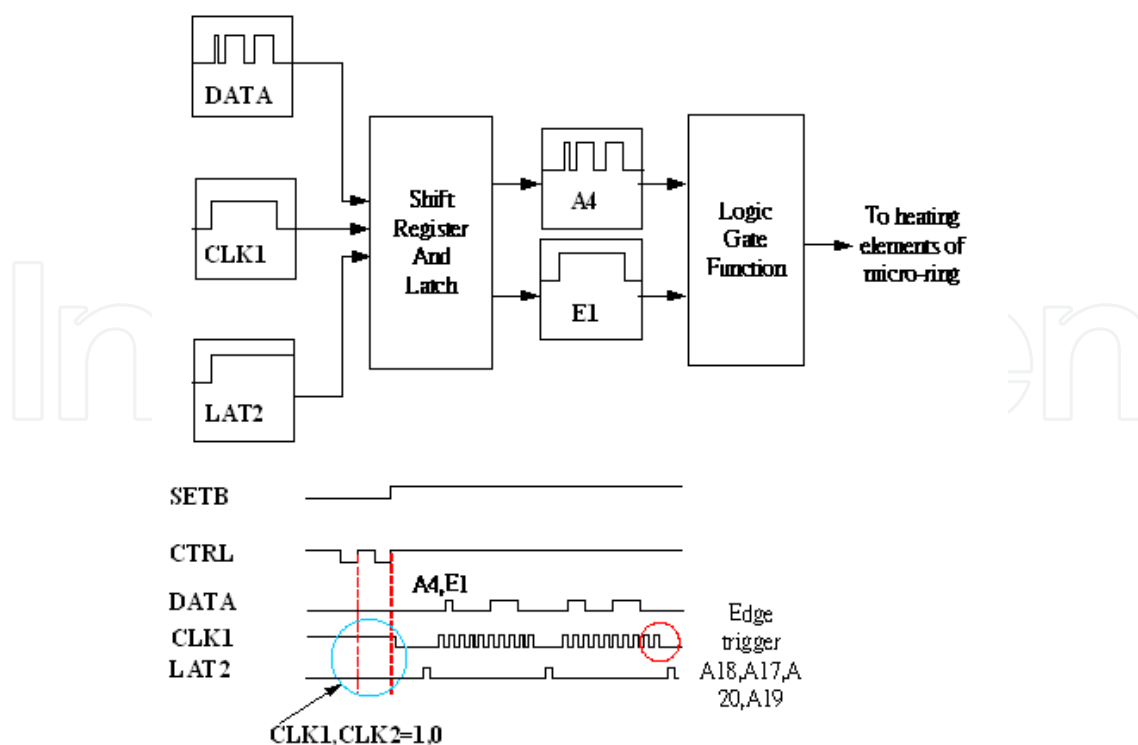 DATA
CLK1
LAT2
Shift
Register
And
Latch
A4
E1
Logic
Gate
Function
To heating
elements of
micro-ring
SETB
CTRL
A4,E1
DATA
CLK1
LAT2
Edge
trigger
A18,A17,A
20,A19
CLK1,CLK2=1,0